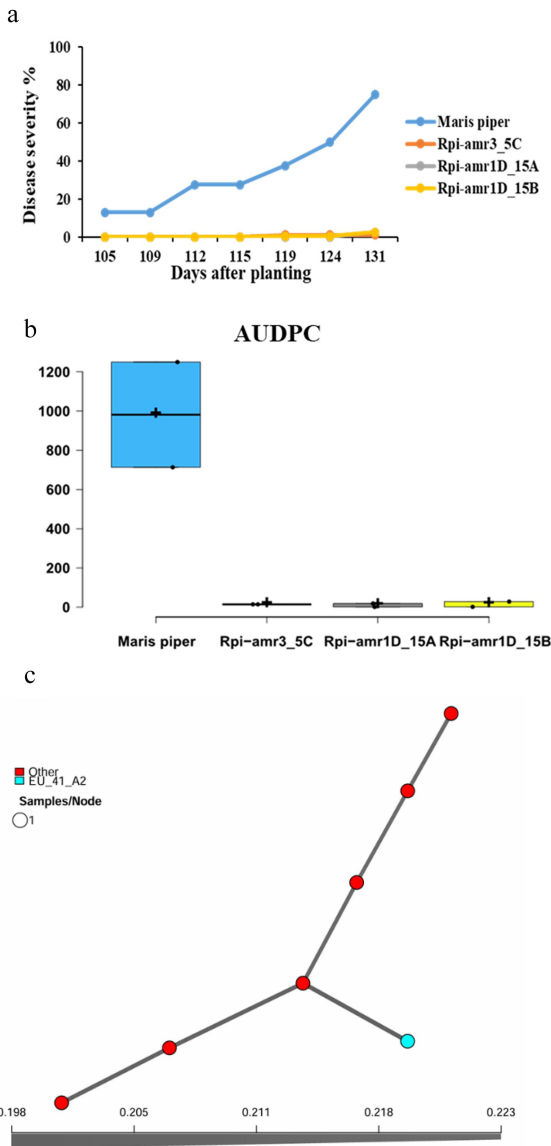 a
100
80
60
40
20
0
Disease severity %
105 109 112 115 119 124 131
Days after planting
Maris piper
Rpi-amr3_5C
Rpi-amr1D_15A
Rpi-amr1D_15B
b
AUDPC
1200
1000
800
600
400
200
0
Maris piper Rpi−amr3_5C Rpi−amr1D_15A Rpi−amr1D_15B
c
Other
EU_41_A2
Samples/Node
1
0.198 0.205 0.211 0.218 0.223